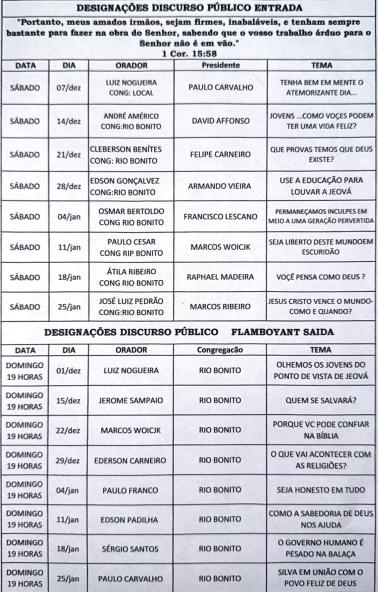 DESIGNAÇÕES DISCURSO PÚBLICO ENTRADA
"Portanto, meus amados irmãos, sejam firmes, inabaláveis, e tenham sempre
bastante para fazer na obra do Senhor, sabendo que o vosso trabalho árduo para o
Senhor não é em vão."
1 Cor. 15:58
DATA DIA ORADOR Presidente TEMA
SÁBADO 07/dez LUIZ NOGUEIRA CONG: LOCAL PAULO CARVALHO TENHA BEM EM MENTE O ATEMORIZANTE DIA...
SÁBADO 14/dez ANDRÉ AMÉRICO CONG:RIO BONITO DAVID AFFONSO JOVENS ...COMO VOÇES PODEM TER UMA VIDA FELIZ?
SÁBADO 21/dez CLEBERSON BENÍTES CONG: RIO BONITO FELIPE CARNEIRO QUE PROVAS TEMOS QUE DEUS EXISTE?
SÁBADO 28/dez EDSON GONÇALVEZ CONG:RIO BONITO ARMANDO VIEIRA USE A EDUCAÇÃO PARA LOUVAR A JEOVÁ
SÁBADO 04/jan OSMAR BERTOLDO CONG RIO BONITO FRANCISCO LESCANO PERMANEÇAMOS INCULPES EM MEIO A UMA GERAÇÃO PERVERTIDA
SÁBADO 11/jan PAULO CESAR CONG RIP BONITO MARCOS WOICJK SEJA LIBERTO DESTE MUNDOEM ESCURIDÃO
SÁBADO 18/jan ÁTILA RIBEIRO CONG RIO BONITO RAPHAEL MADEIRA VOÇÊ PENSA COMO DEUS ?
SÁBADO 25/jan JOSÉ LUIZ PEDRÃO CONG:RIO BONITO MARCOS RIBEIRO JESUS CRISTO VENCE O MUNDO- COMO E QUANDO?
DESIGNAÇÕES DISCURSO PÚBLICO FLAMBOYANT SAIDA
DATA DIA ORADOR Congregacão TEMA
DOMINGO 19 HORAS 01/dez LUIZ NOGUEIRA RIO BONITO OLHEMOS OS JOVENS DO PONTO DE VISTA DE JEOVÁ
DOMINGO 19 HORAS 15/dez JEROME SAMPAIO RIO BONITO QUEM SE SALVARÁ?
DOMINGO 19 HORAS 22/dez MARCOS WOICJK RIO BONITO PORQUE VC PODE CONFIAR NA BÍBLIA
DOMINGO 19 HORAS 29/dez EDERSON CARNEIRO RIO BONITO O QUE VAI ACONTECER COM AS RELIGIÕES?
DOMINGO 19 HORAS 04/jan PAULO FRANCO RIO BONITO SEJA HONESTO EM TUDO
DOMINGO 19 HORAS 11/jan EDSON PADILHA RIO BONITO COMO A SABEDORIA DE DEUS NOS AJUDA
DOMINGO 19 HORAS 18/jan SÉRGIO SANTOS RIO BONITO O GOVERNO HUMANO É PESADO NA BALAÇA
DOMINGO 19 HORAS 25/jan PAULO CARVALHO RIO BONITO SILVA EM UNIÃO COM O POVO FELIZ DE DEUS